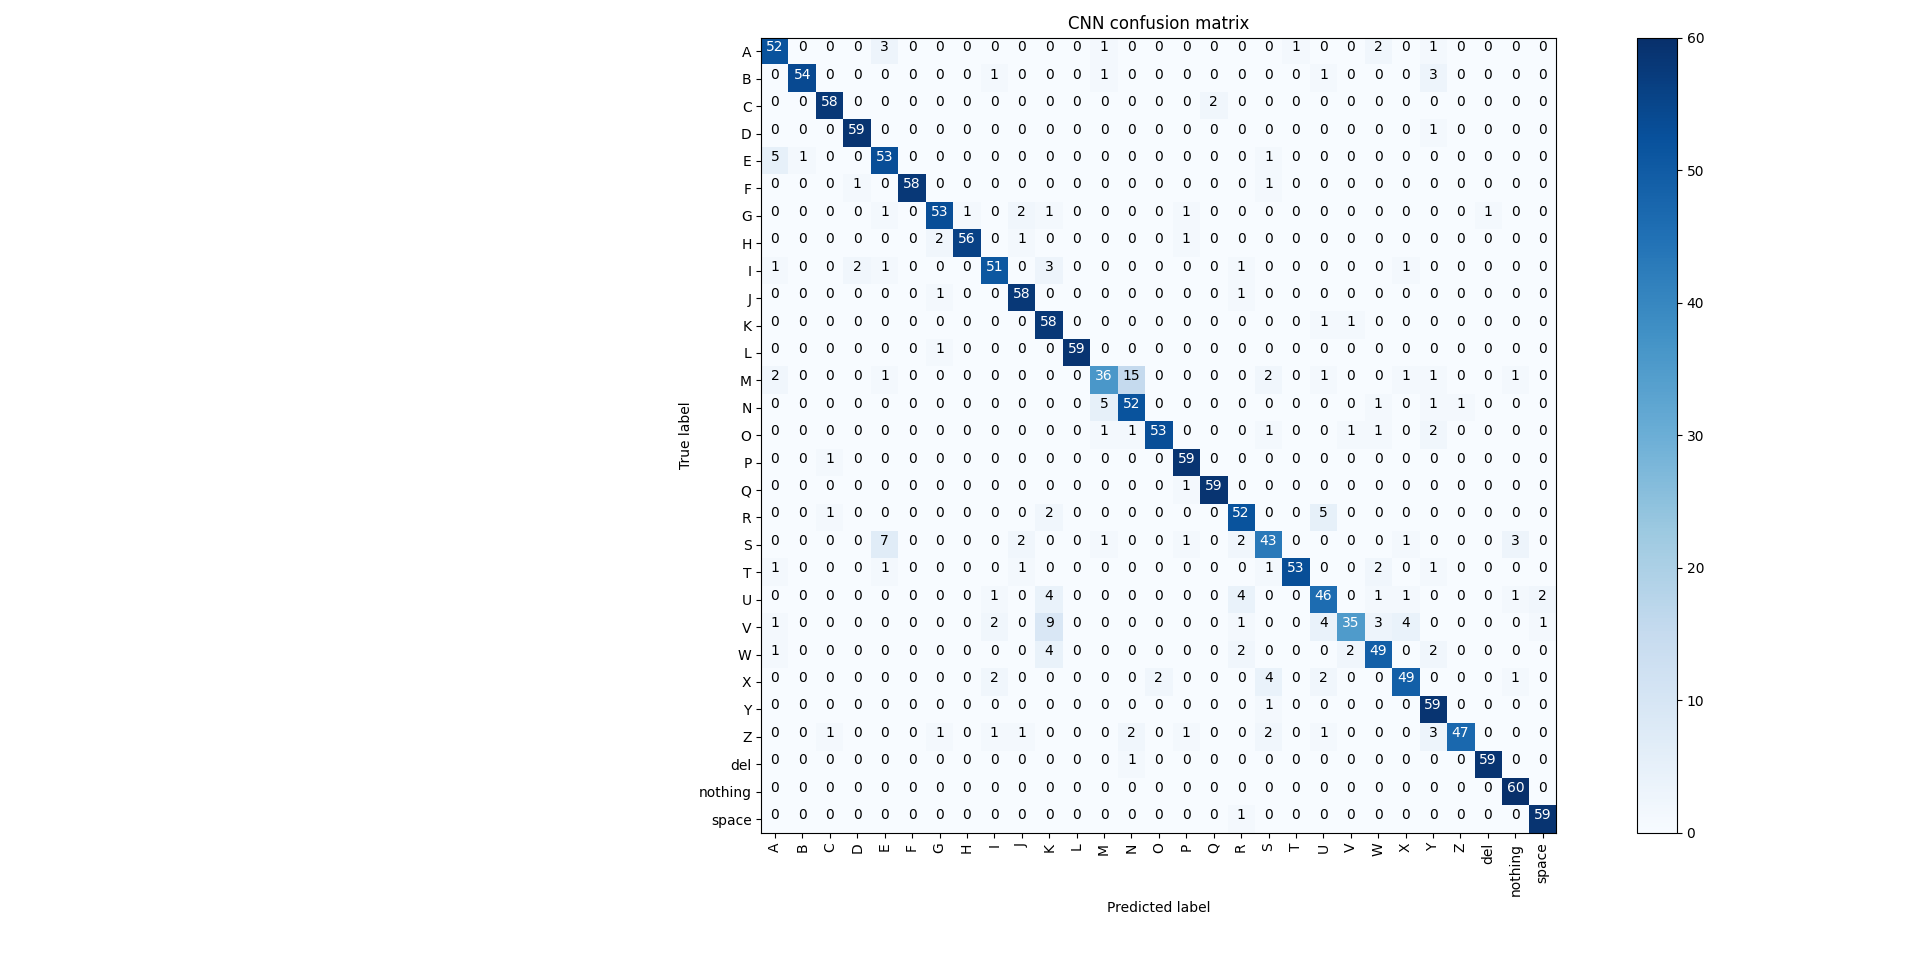 CNN confusion matrix
A 52 0 0 0 3 0 0 0 0 0 0 0 1 0 0 0 0 0 0 1 0 0 2 0 1 0 0 0 0
B 0 54 0 0 0 0 0 0 1 0 0 0 1 0 0 0 0 0 0 0 1 0 0 0 3 0 0 0 0
C 0 0 58 0 0 0 0 0 0 0 0 0 0 0 0 0 2 0 0 0 0 0 0 0 0 0 0 0 0
D 0 0 0 59 0 0 0 0 0 0 0 0 0 0 0 0 0 0 0 0 0 0 0 0 1 0 0 0 0
E 5 1 0 0 53 0 0 0 0 0 0 0 0 0 0 0 0 0 1 0 0 0 0 0 0 0 0 0 0
F 0 0 0 1 0 58 0 0 0 0 0 0 0 0 0 0 0 0 1 0 0 0 0 0 0 0 0 0 0
G 0 0 0 0 1 0 53 1 0 2 1 0 0 0 0 1 0 0 0 0 0 0 0 0 0 0 1 0 0
H 0 0 0 0 0 0 2 56 0 1 0 0 0 0 0 1 0 0 0 0 0 0 0 0 0 0 0 0 0
I 1 0 0 2 1 0 0 0 51 0 3 0 0 0 0 0 0 1 0 0 0 0 0 1 0 0 0 0 0
J 0 0 0 0 0 0 1 0 0 58 0 0 0 0 0 0 0 1 0 0 0 0 0 0 0 0 0 0 0
K 0 0 0 0 0 0 0 0 0 0 58 0 0 0 0 0 0 0 0 0 1 1 0 0 0 0 0 0 0
L 0 0 0 0 0 0 1 0 0 0 0 59 0 0 0 0 0 0 0 0 0 0 0 0 0 0 0 0 0
M 2 0 0 0 1 0 0 0 0 0 0 0 36 15 0 0 0 0 2 0 1 0 0 1 1 0 0 1 0
N 0 0 0 0 0 0 0 0 0 0 0 0 5 52 0 0 0 0 0 0 0 0 1 0 1 1 0 0 0
O 0 0 0 0 0 0 0 0 0 0 0 0 1 1 53 0 0 0 1 0 0 1 1 0 2 0 0 0 0
P 0 0 1 0 0 0 0 0 0 0 0 0 0 0 0 59 0 0 0 0 0 0 0 0 0 0 0 0 0
Q 0 0 0 0 0 0 0 0 0 0 0 0 0 0 0 1 59 0 0 0 0 0 0 0 0 0 0 0 0
R 0 0 1 0 0 0 0 0 0 0 2 0 0 0 0 0 0 52 0 0 5 0 0 0 0 0 0 0 0
S 0 0 0 0 7 0 0 0 0 2 0 0 1 0 0 1 0 2 43 0 0 0 0 1 0 0 0 3 0
T 1 0 0 0 1 0 0 0 0 1 0 0 0 0 0 0 0 0 1 53 0 0 2 0 1 0 0 0 0
U 0 0 0 0 0 0 0 0 1 0 4 0 0 0 0 0 0 4 0 0 46 0 1 1 0 0 0 1 2
V 1 0 0 0 0 0 0 0 2 0 9 0 0 0 0 0 0 1 0 0 4 35 3 4 0 0 0 0 1
W 1 0 0 0 0 0 0 0 0 0 4 0 0 0 0 0 0 2 0 0 0 2 49 0 2 0 0 0 0
X 0 0 0 0 0 0 0 0 2 0 0 0 0 0 2 0 0 0 4 0 2 0 0 49 0 0 0 1 0
Y 0 0 0 0 0 0 0 0 0 0 0 0 0 0 0 0 0 0 1 0 0 0 0 0 59 0 0 0 0
Z 0 0 1 0 0 0 1 0 1 1 0 0 0 2 0 1 0 0 2 0 1 0 0 0 3 47 0 0 0
del 0 0 0 0 0 0 0 0 0 0 0 0 0 1 0 0 0 0 0 0 0 0 0 0 0 0 59 0 0
nothing 0 0 0 0 0 0 0 0 0 0 0 0 0 0 0 0 0 0 0 0 0 0 0 0 0 0 0 60 0
space 0 0 0 0 0 0 0 0 0 0 0 0 0 0 0 0 0 1 0 0 0 0 0 0 0 0 0 0 59
A B C D E F G H I J K L M N O P Q R S T U V W X Y Z del nothing space
True label
Predicted label
60
50
40
30
20
10
0